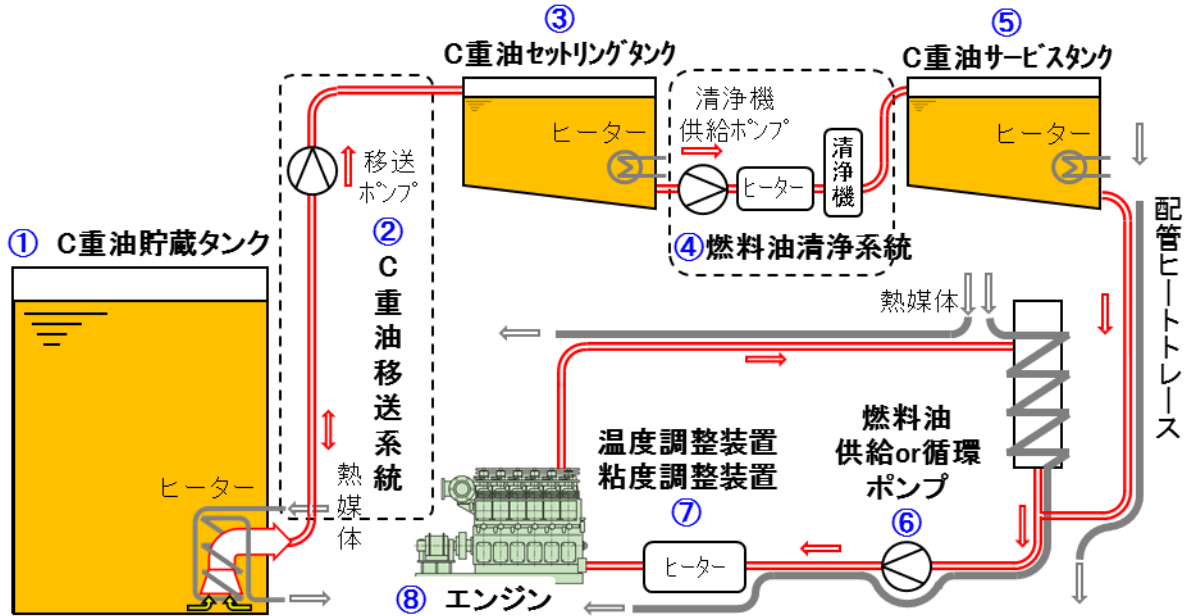 ③
C重油セットリングタンク
⑤
C重油サービスタンク
清浄機
供給ポンプ
ヒーター
ヒーター
移送
ポンプ
ヒーター
清浄機
① C重油貯蔵タンク
②
C重油移送系統
④燃料油清浄系統
配管ヒートトレース
熱媒体
温度調整装置
粘度調整装置
⑦
燃料油
供給or循環
ポンプ
⑥
ヒーター
熱媒体
ヒーター
⑧ エンジン